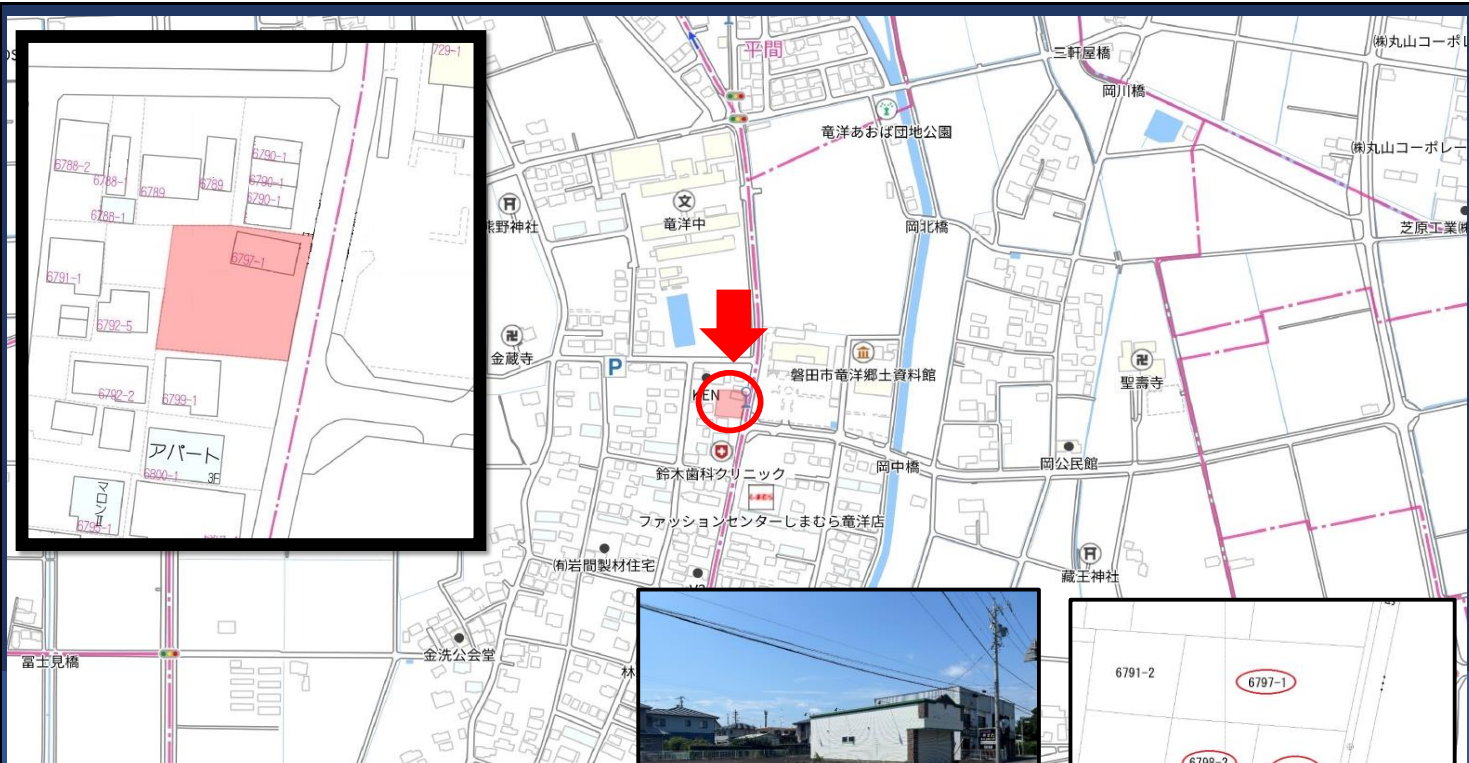 729-1
6788-2
6788-1
6789
6789
6790-1
6790-1
6790-1
6788-1
6797-1
6791-1
6792-5
6792-2
6799-1
アパート
6800-1
3F
マロンⅡ
平間
三軒屋橋
岡川橋
竜洋あおば団地公園
㈱丸山コーポレー
熊野神社
文
竜洋中
岡北橋
芝原工業㈱
金蔵寺
P
磐田市竜洋郷土資料館
聖壽寺
KEN
鈴木歯科クリニック
岡中橋
岡公民館
ファッションセンターしまむら竜洋店
㈲岩間製材住宅
蔵王神社
冨士見橋
金洗公会堂
林
6791-2
6797-1
6798-2